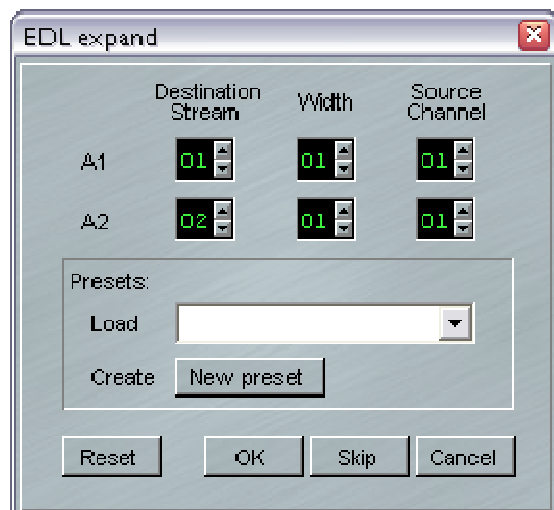 EDL expand
Destination Stream Width Source Channel
A1 01 01 01
A2 02 01 01
Presets:
Load
Create New preset
Reset OK Skip Cancel